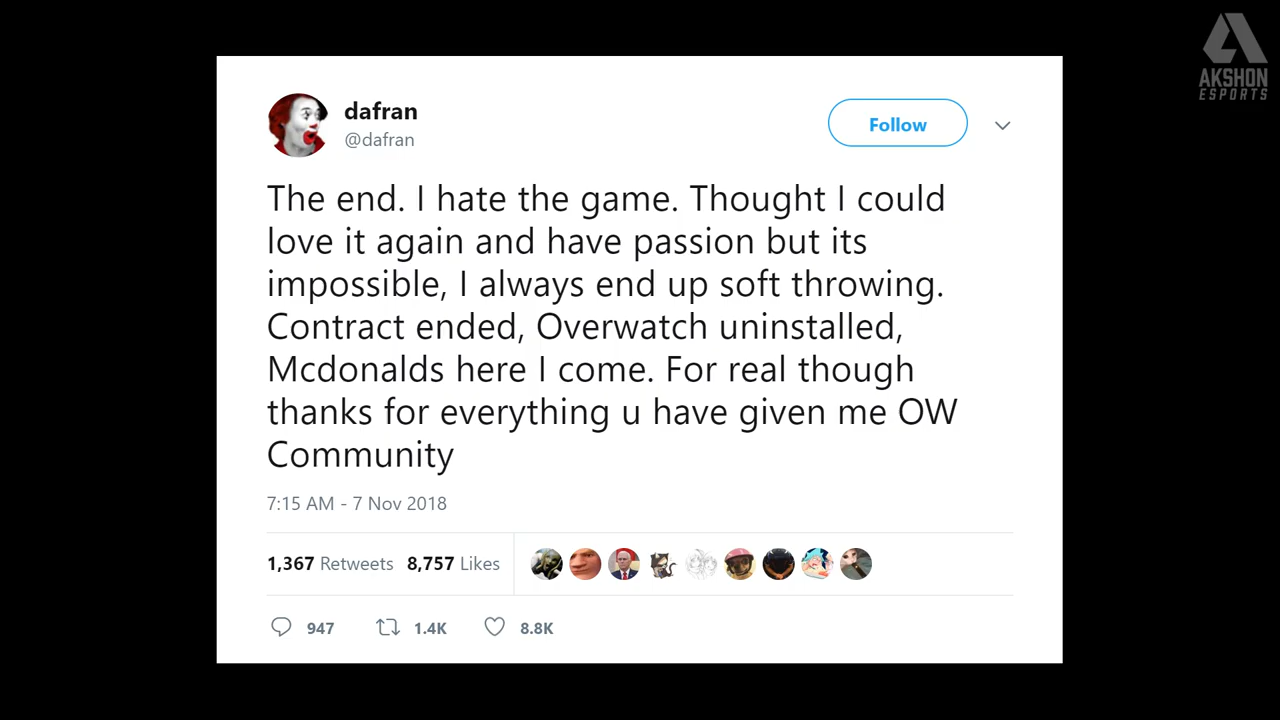 AKSHON
ESPORTS
dafran
@dafran
Follow
The end. I hate the game. Thought I could
love it again and have passion but its
impossible, I always end up soft throwing.
Contract ended, Overwatch uninstalled,
Mcdonalds here I come. For real though
thanks for everything u have given me OW
Community
7:15 AM - 7 Nov 2018
1,367 Retweets 8,757 Likes
947 1.4K 8.8K